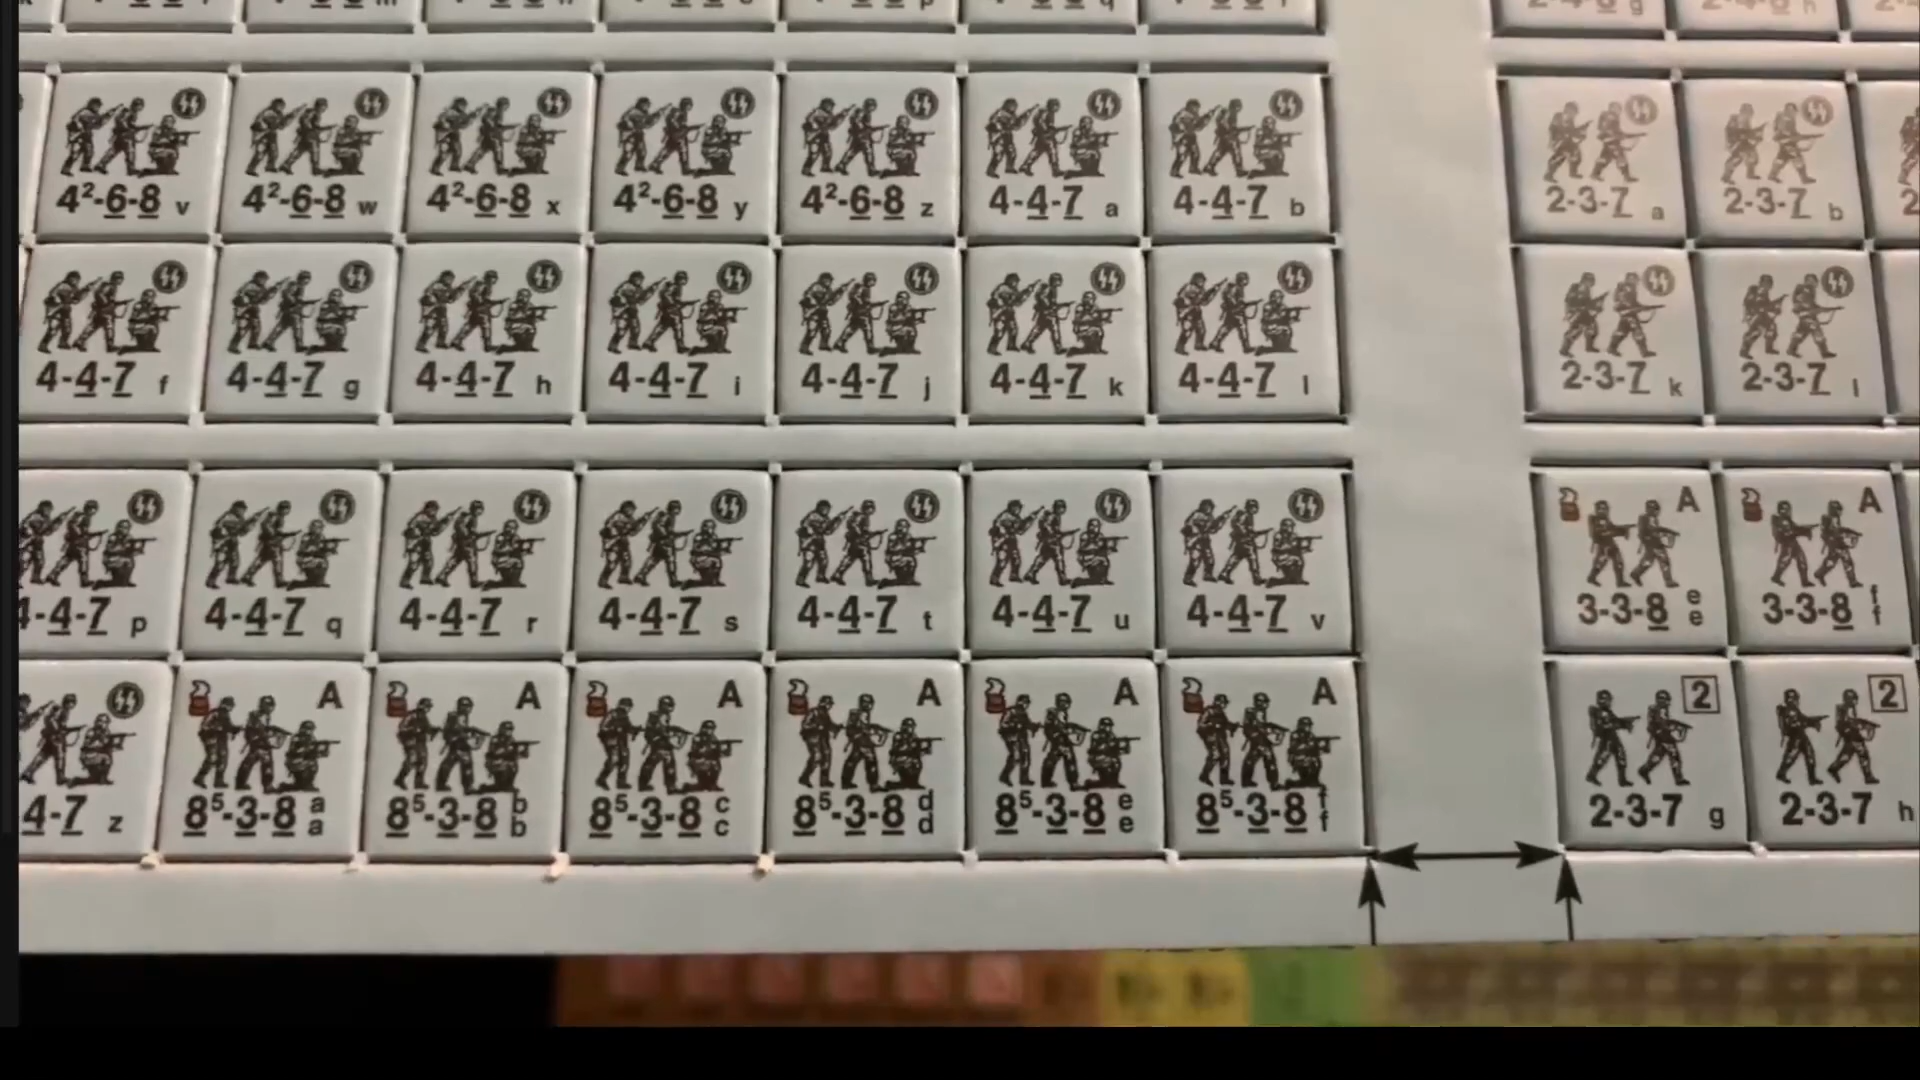 m n o p q r g h
4²-6-8 v 4²-6-8 w 4²-6-8 x 4²-6-8 y 4²-6-8 z 4-4-7 a 4-4-7 b 2-3-7 a 2-3-7 b
4-4-7 f 4-4-7 g 4-4-7 h 4-4-7 i 4-4-7 j 4-4-7 k 4-4-7 l 2-3-7 k 2-3-7 l
A A
4-4-7 p 4-4-7 q 4-4-7 r 4-4-7 s 4-4-7 t 4-4-7 u 4-4-7 v 3-3-8 e e 3-3-8 f f
A A A A A A 2 2
4-7 z 8⁵-3-8 a a 8⁵-3-8 b b 8⁵-3-8 c c 8⁵-3-8 d d 8⁵-3-8 e e 8⁵-3-8 f f 2-3-7 g 2-3-7 h